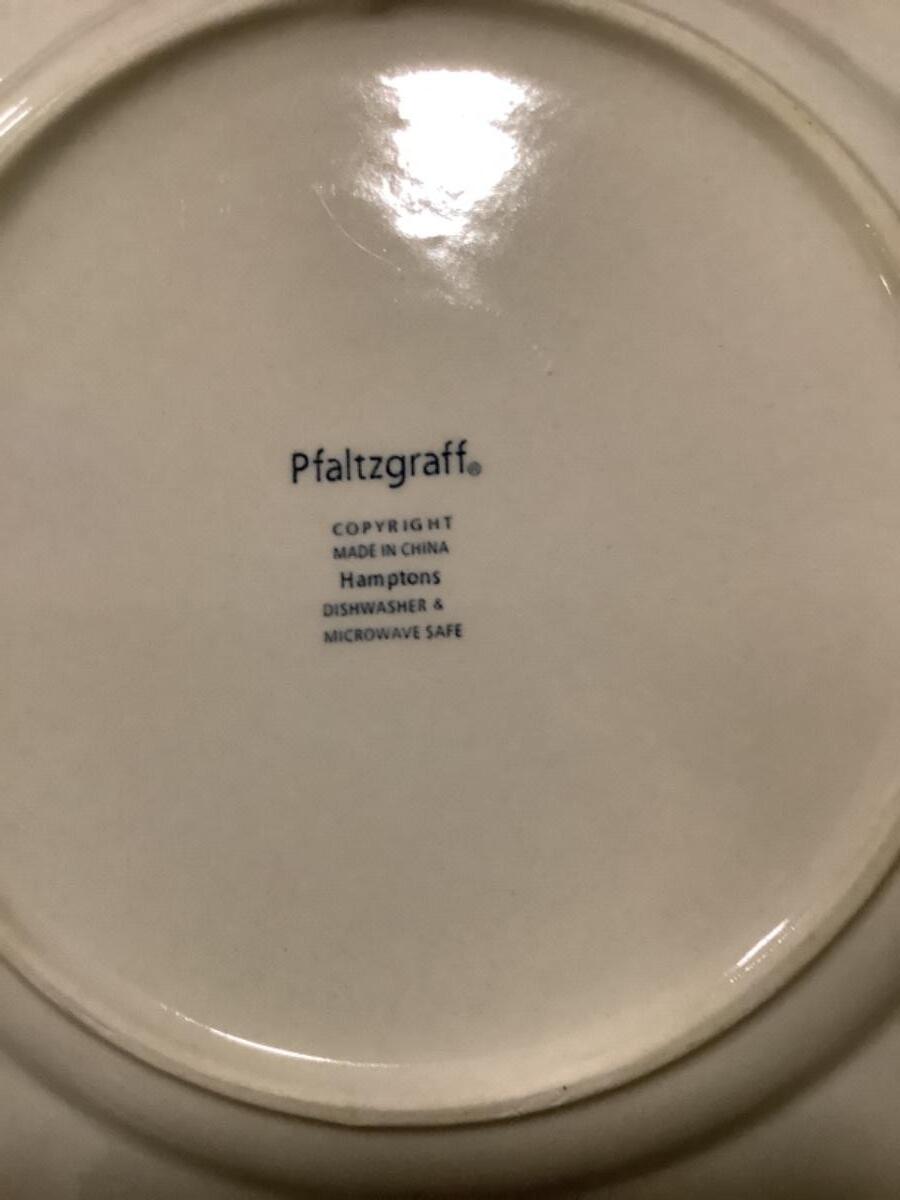 Pfaltzgraff®
COPYRIGHT
MADE IN CHINA
Hamptons
DISHWASHER &
MICROWAVE SAFE